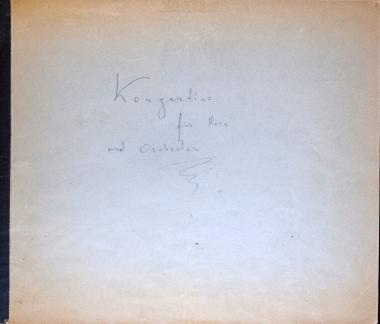 Konzertino
für Horn
und Orchester